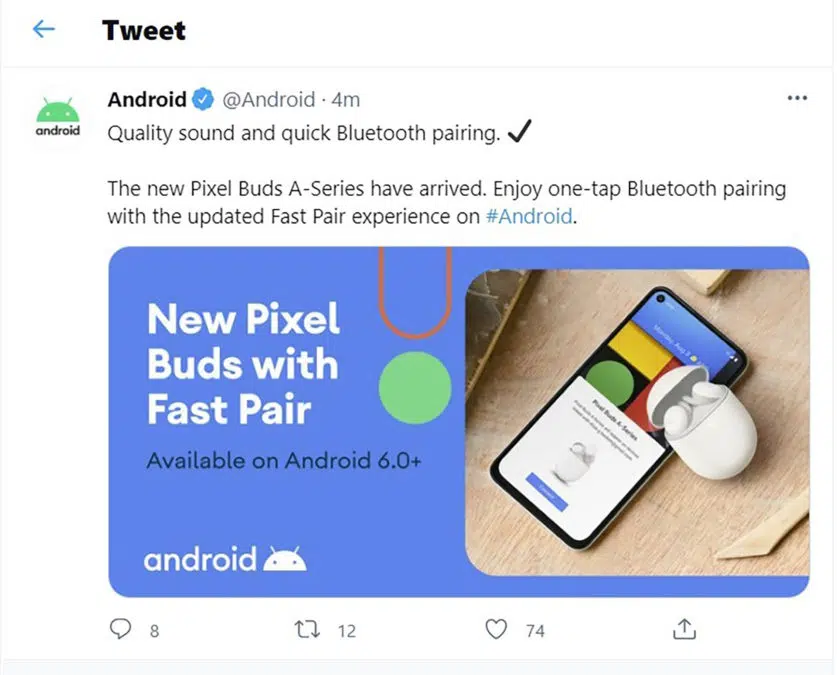 Tweet
Android @Android · 4m
android
Quality sound and quick Bluetooth pairing. ✔
The new Pixel Buds A-Series have arrived. Enjoy one-tap Bluetooth pairing
with the updated Fast Pair experience on #Android.
New Pixel
Buds with
Fast Pair
Available on Android 6.0+
android
Pixel Buds A-Series
8 12 74